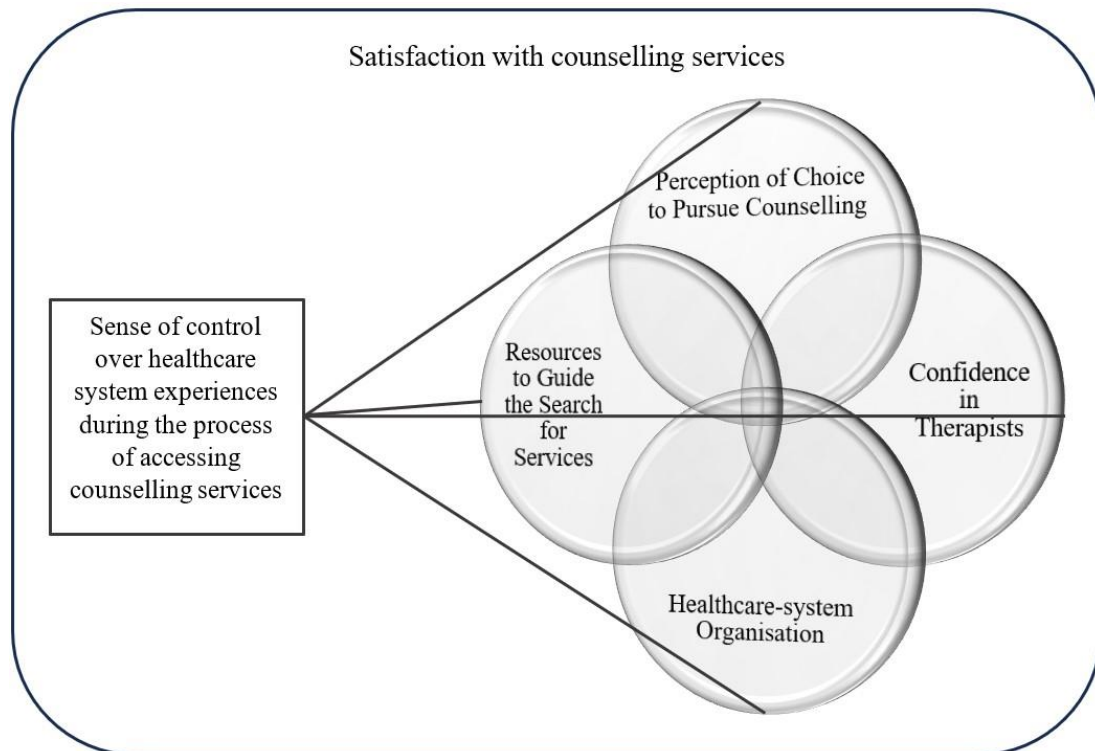 Satisfaction with counselling services
Perception of Choice
to Pursue Counselling
Sense of control
over healthcare
system experiences
during the process
of accessing
counselling services
Resources
to Guide
the Search
for
Services
Confidence
in
Therapists
Healthcare-system
Organisation